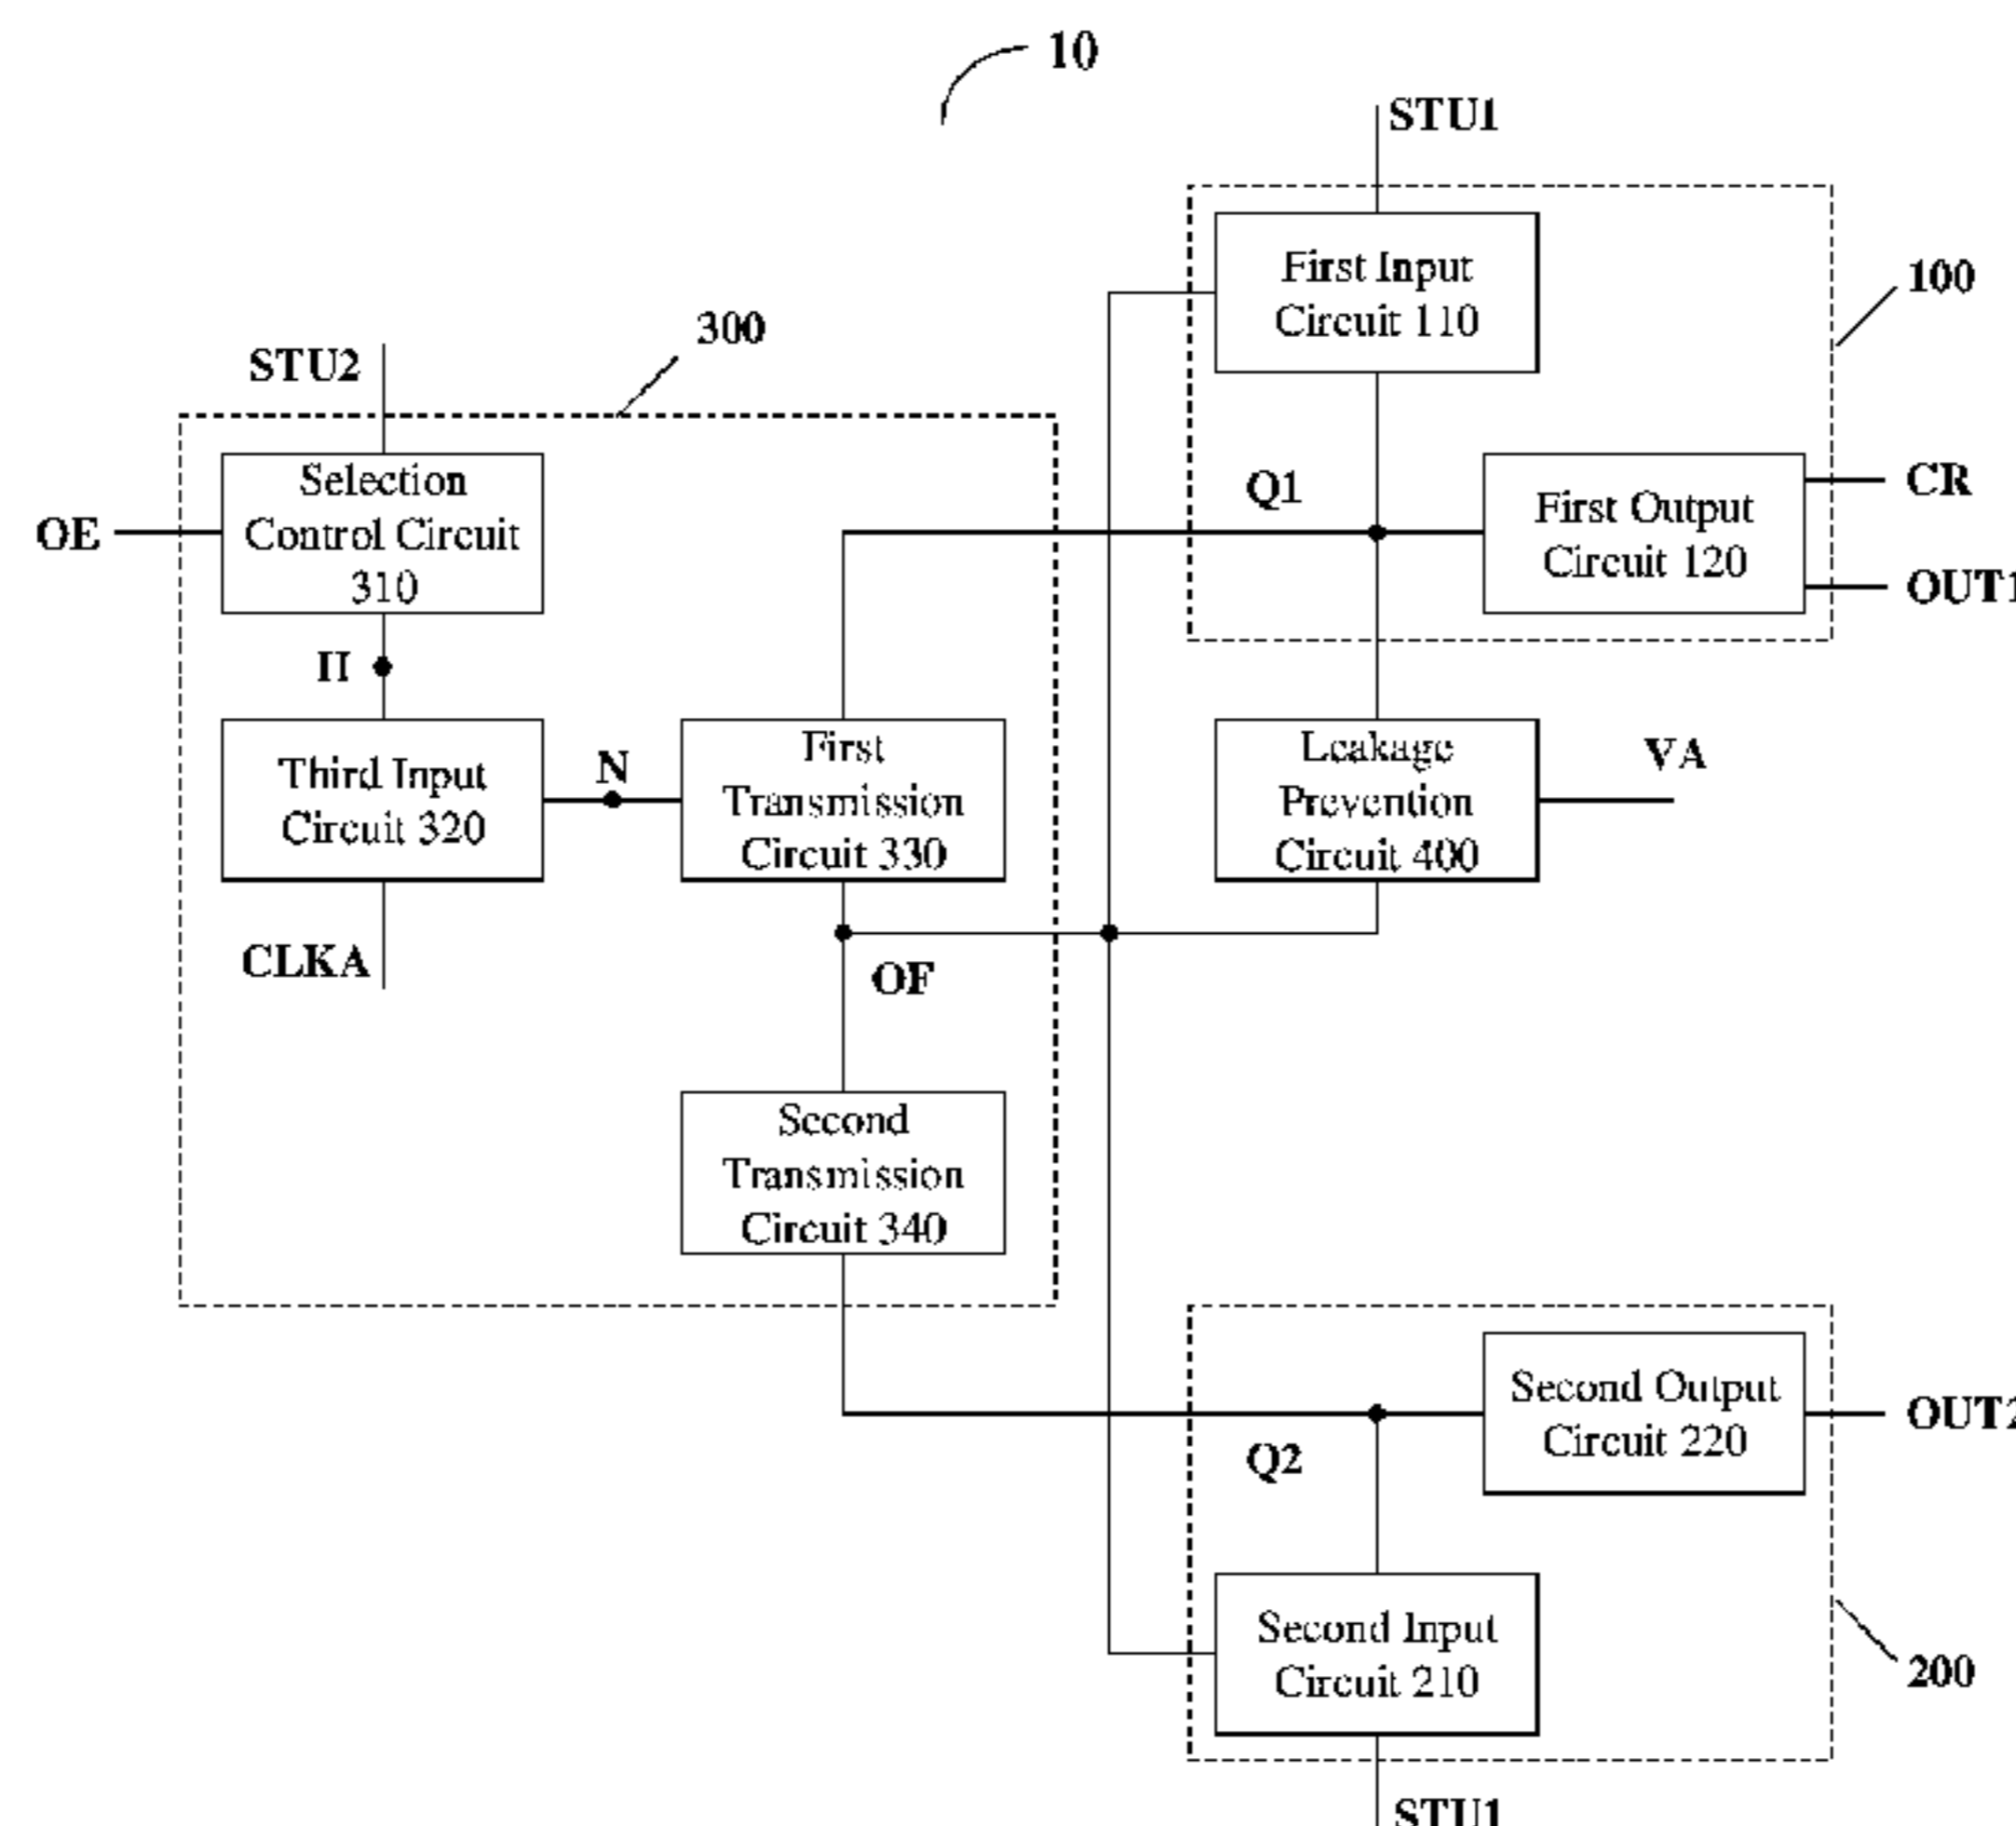 10
STU1
First Input
Circuit 110
100
300
STU2
Selection
Control Circuit
310
OE
Q1
First Output
Circuit 120
CR
OUT1
H
Third Input
Circuit 320
N
First
Transmission
Circuit 330
Leakage
Prevention
Circuit 400
VA
CLKA
OF
Second
Transmission
Circuit 340
Second Output
Circuit 220
OUT2
Q2
Second Input
Circuit 210
200
STU1